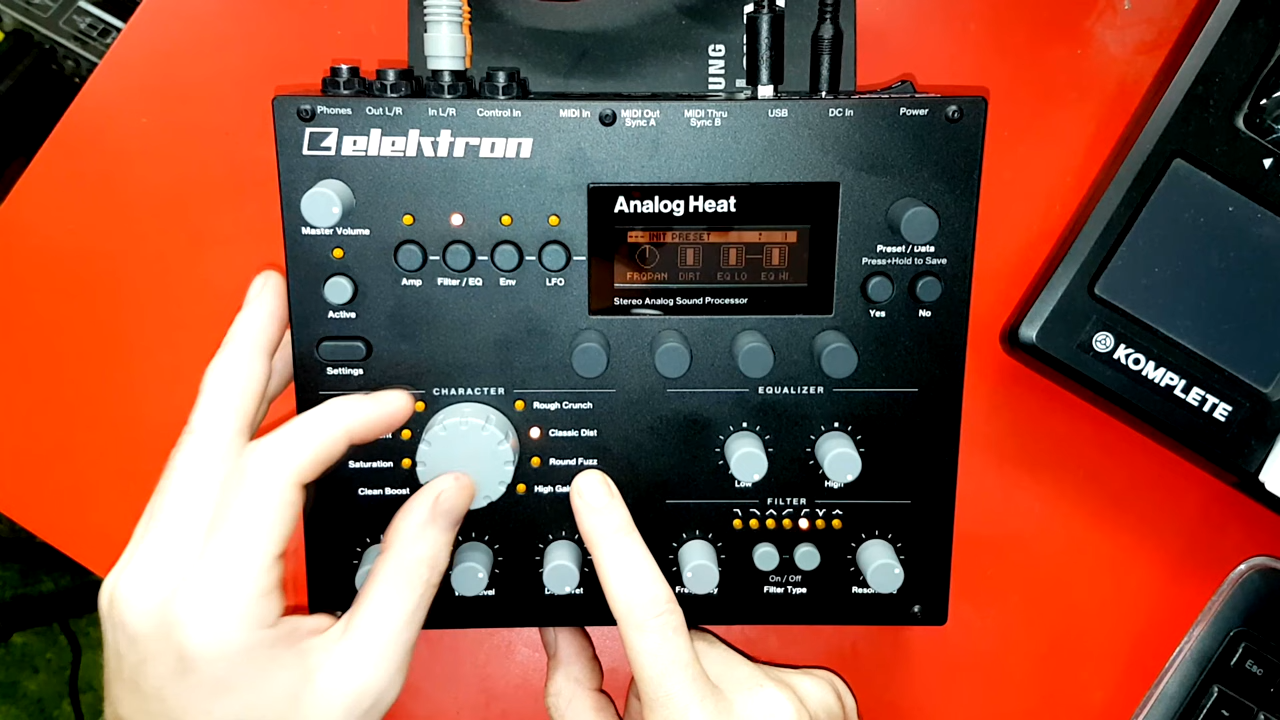 UNG
Phones Out L/R In L/R Control In MIDI In MIDI Out MIDI Thru USB DC In Power
Sync A Sync B
elektron
Analog Heat
Master Volume
--- INIT PRESET : 1
FRQPAN DIRT EQ LO EQ HI
Preset / Data
Press+Hold to Save
Amp Filter / EQ Env LFO
Stereo Analog Sound Processor
Active
Yes No
Settings
CHARACTER
EQUALIZER
Rough Crunch
Classic Dist
Saturation
Round Fuzz
Clean Boost
High
Low High
FILTER
On / Off
Filter Type
KOMPLETE
Esc